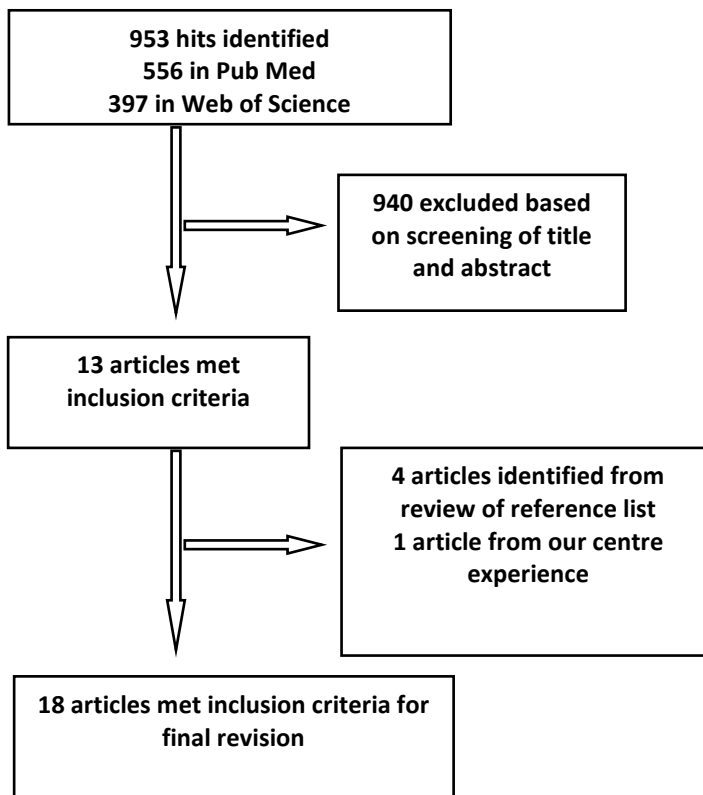 953 hits identified
556 in Pub Med
397 in Web of Science
940 excluded based
on screening of title
and abstract
13 articles met
inclusion criteria
4 articles identified from
review of reference list
1 article from our centre
experience
18 articles met inclusion criteria for
final revision